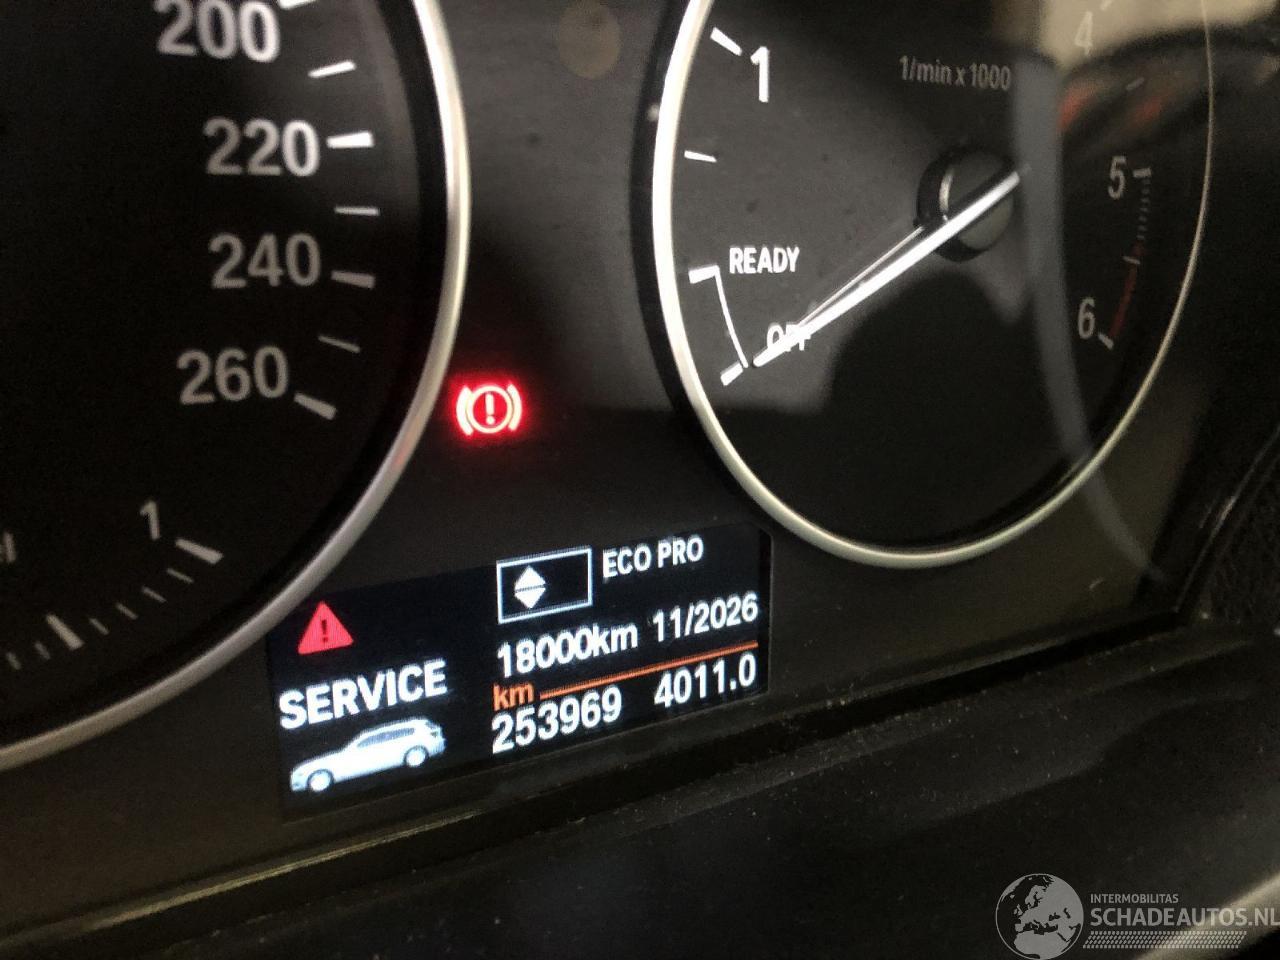 200
220
240
260
1
1
1/min x 1000
4
5
6
READY
OFF
ECO PRO
18000km 11/2026
SERVICE
km
253969 4011.0
INTERMOBILITAS
SCHADEAUTOS.NL